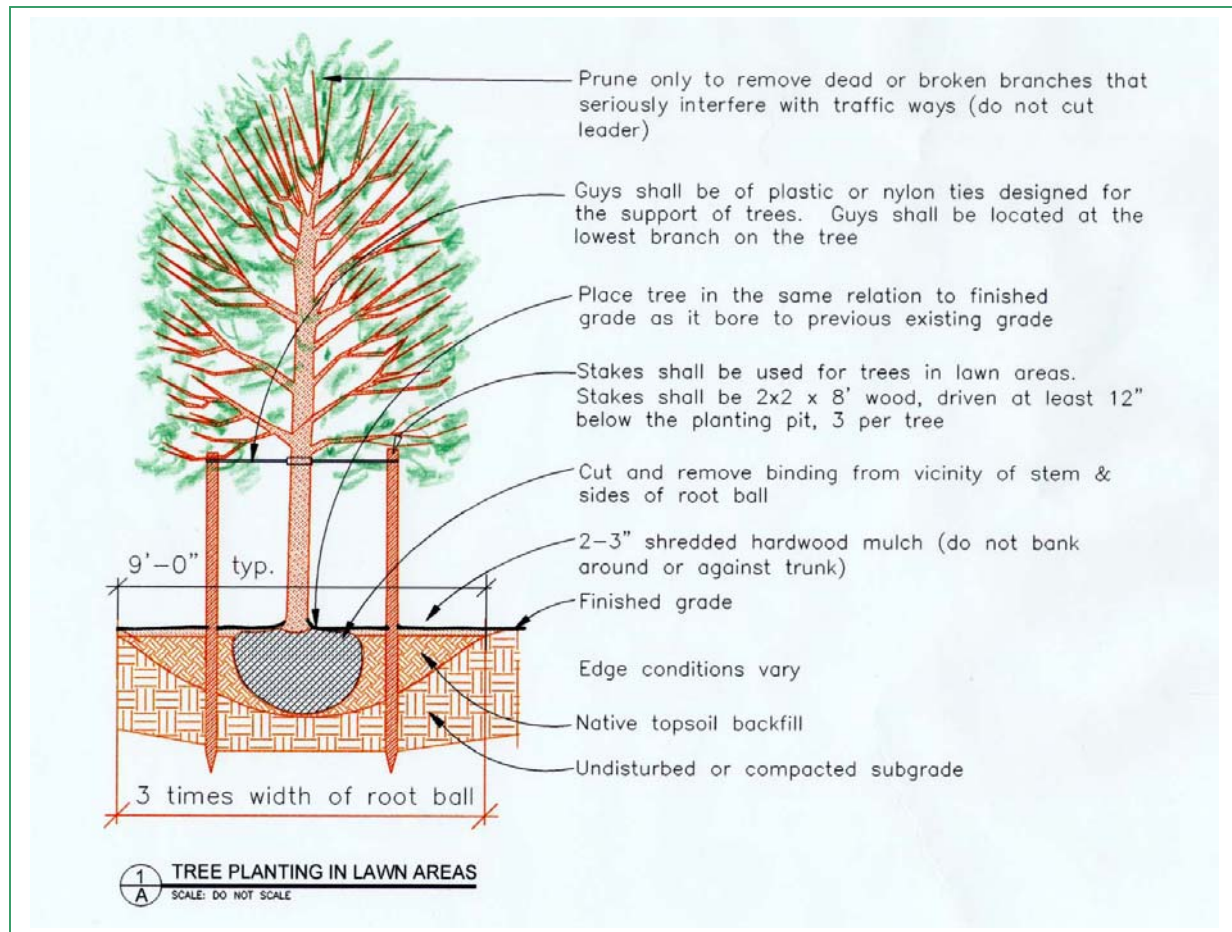 Prune only to remove dead or broken branches that
seriously interfere with traffic ways (do not cut
leader)
Guys shall be of plastic or nylon ties designed for
the support of trees.  Guys shall be located at the
lowest branch on the tree
Place tree in the same relation to finished
grade as it bore to previous existing grade
Stakes shall be used for trees in lawn areas.
Stakes shall be 2x2 x 8' wood, driven at least 12"
below the planting pit, 3 per tree
Cut and remove binding from vicinity of stem &
sides of root ball
2-3" shredded hardwood mulch (do not bank
around or against trunk)
9'-0" typ.
Finished grade
Edge conditions vary
Native topsoil backfill
Undisturbed or compacted subgrade
3 times width of root ball
1
A
TREE PLANTING IN LAWN AREAS
SCALE: DO NOT SCALE